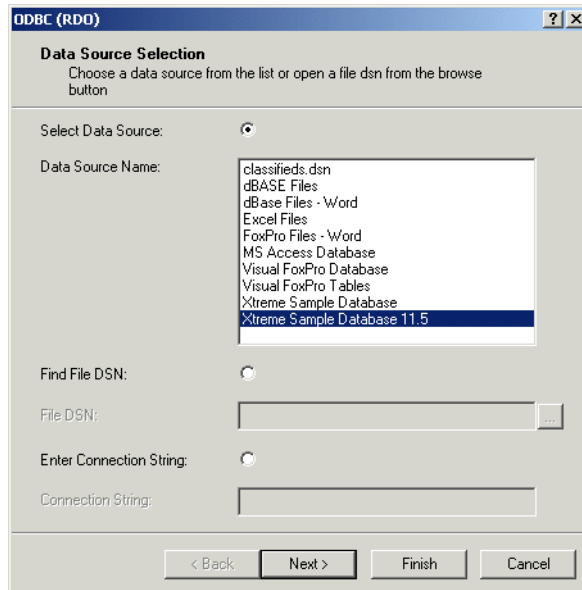 ODBC (RDO)
Data Source Selection
Choose a data source from the list or open a file dsn from the browse
button
Select Data Source:
Data Source Name:
classifieds.dsn
dBASE Files
dBase Files - Word
Excel Files
FoxPro Files - Word
MS Access Database
Visual FoxPro Database
Visual FoxPro Tables
Xtreme Sample Database
Xtreme Sample Database 11.5
Find File DSN:
File DSN:
...
Enter Connection String:
Connection String:
< Back Next > Finish Cancel